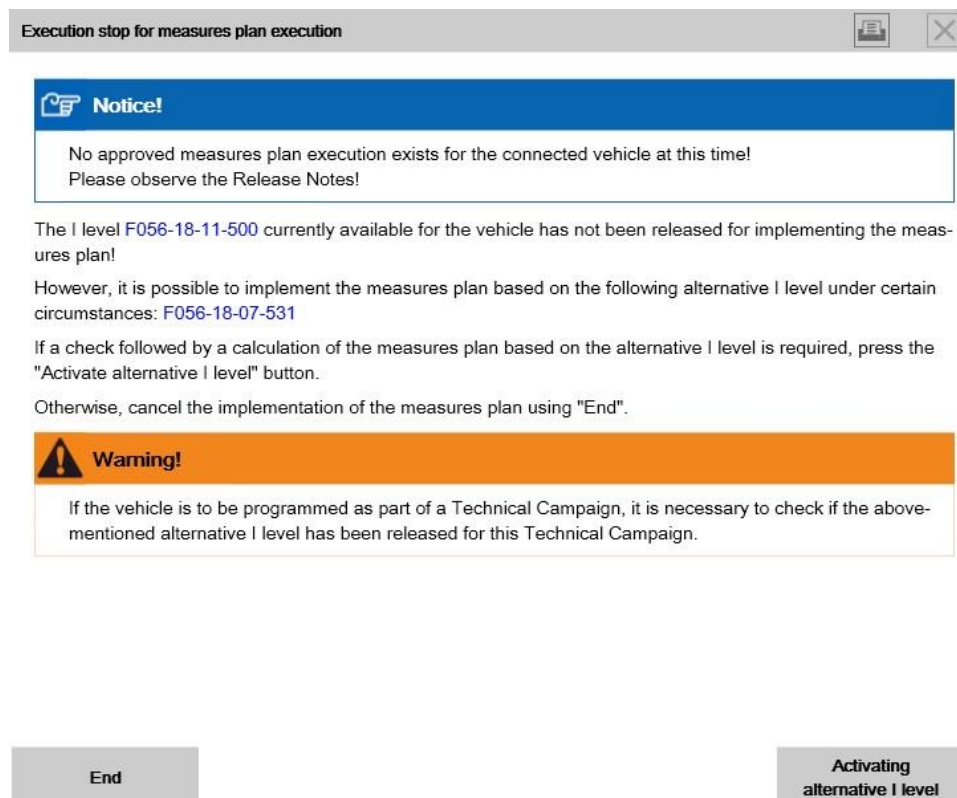 Execution stop for measures plan execution
Notice!
No approved measures plan execution exists for the connected vehicle at this time!
Please observe the Release Notes!
The I level F056-18-11-500 currently available for the vehicle has not been released for implementing the meas-
ures plan!
However, it is possible to implement the measures plan based on the following alternative I level under certain
circumstances: F056-18-07-531
If a check followed by a calculation of the measures plan based on the alternative I level is required, press the
"Activate alternative I level" button.
Otherwise, cancel the implementation of the measures plan using "End".
Warning!
If the vehicle is to be programmed as part of a Technical Campaign, it is necessary to check if the above-
mentioned alternative I level has been released for this Technical Campaign.
End
Activating
alternative I level